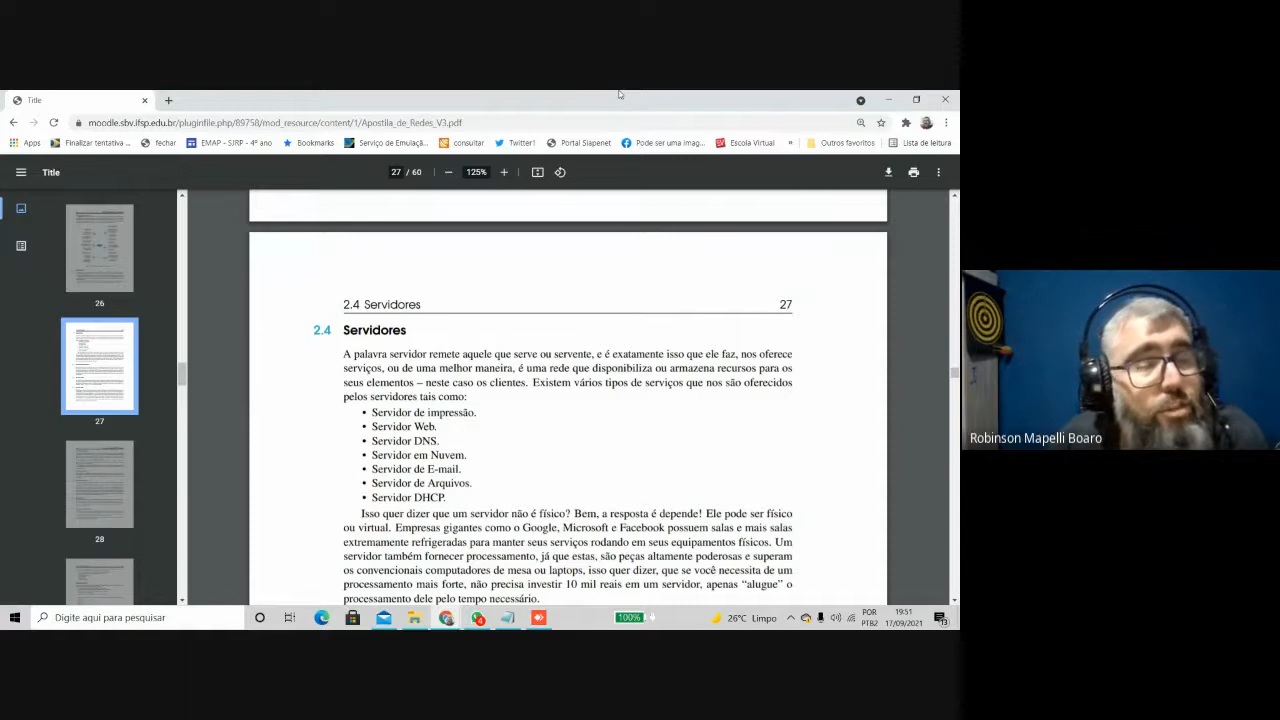 Title
moodle.sbv.ifsp.edu.br/pluginfile.php/89758/mod_resource/content/1/Apostila_de_Redes_V3.pdf
Apps Finalizar tentativa ... fechar EMAP - SJRP - 4º ano Bookmarks Serviço de Emulaçã... consultar Twitter1 Portal Siapenet Pode ser uma imag... Escola Virtual » Outros favoritos Lista de leitura
Title 27 / 60 125%
26
27
28
2.4 Servidores 27
2.4 Servidores
A palavra servidor remete aquele que serve ou servente, e é exatamente isso que ele faz, nos oferece
serviços, ou de uma melhor maneira, é uma rede que disponibiliza ou armazena recursos para os
seus elementos – neste caso os clientes. Existem vários tipos de serviços que nos são oferecidos
pelos servidores tais como:
• Servidor de impressão.
• Servidor Web.
• Servidor DNS.
• Servidor em Nuvem.
• Servidor de E-mail.
• Servidor de Arquivos.
• Servidor DHCP.
Isso quer dizer que um servidor não é físico? Bem, a resposta é depende! Ele pode ser físico
ou virtual. Empresas gigantes como o Google, Microsoft e Facebook possuem salas e mais salas
extremamente refrigeradas para manter seus serviços rodando em seus equipamentos físicos. Um
servidor também fornecer processamento, já que estas, são peças altamente poderosas e superam
os convencionais computadores de mesa ou laptops, isso quer dizer, que se você necessita de um
processamento mais forte, não precisa investir 10 mil reais em um servidor, apenas “alugue” o
processamento dele pelo tempo necessário.
Robinson Mapelli Boaro
Digite aqui para pesquisar
4
100%
26°C Limpo
POR
PTB2
19:51
17/09/2021
13